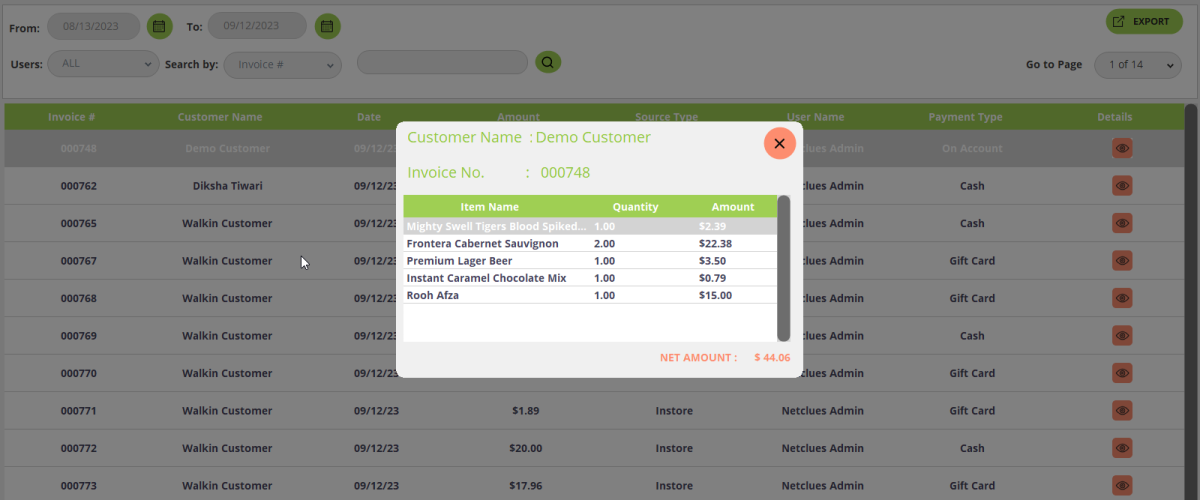 From: 08/13/2023 To: 09/12/2023 EXPORT
Users: ALL Search by: Invoice # Go to Page 1 of 14
Invoice # Customer Name Date Amount Source Type User Name Payment Type Details
000748 Demo Customer 09/12/23 Netclues Admin On Account
000762 Diksha Tiwari 09/12/23 Admin Cash
000765 Walkin Customer 09/12/23 Admin Cash
000767 Walkin Customer 09/12/23 Admin Gift Card
000768 Walkin Customer 09/12/23 Admin Gift Card
000769 Walkin Customer 09/12/23 Admin Cash
000770 Walkin Customer 09/12/23 Admin Gift Card
000771 Walkin Customer 09/12/23 $1.89 Instore Netclues Admin Gift Card
000772 Walkin Customer 09/12/23 $20.00 Instore Netclues Admin Cash
000773 Walkin Customer 09/12/23 $17.96 Instore Netclues Admin Gift Card
Customer Name : Demo Customer
Invoice No. : 000748
Item Name Quantity Amount
Mighty Swell Tigers Blood Spiked... 1.00 $2.39
Frontera Cabernet Sauvignon 2.00 $22.38
Premium Lager Beer 1.00 $3.50
Instant Caramel Chocolate Mix 1.00 $0.79
Rooh Afza 1.00 $15.00
NET AMOUNT : $ 44.06